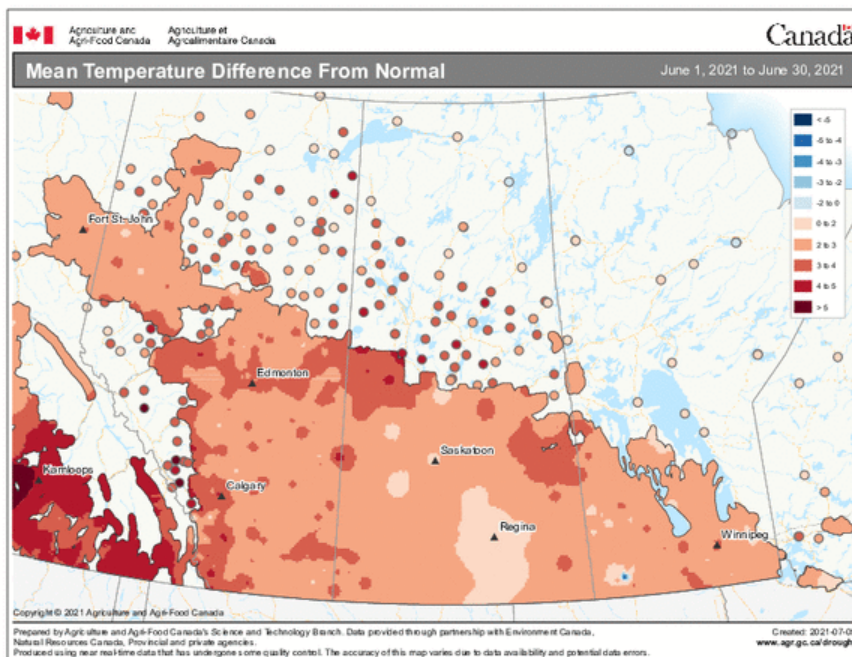 Agriculture and Agriculture et
Agri-Food Canada Agroalimentaire Canada
Canada
Mean Temperature Difference From Normal
June 1, 2021 to June 30, 2021
< -5
-5 to -4
-4 to -3
-3 to -2
-2 to 0
0 to 2
2 to 3
3 to 4
4 to 5
> 5
Fort St. John
Edmonton
Saskatoon
Kamloops
Calgary
Regina
Winnipeg
Copyright © 2021 Agriculture and Agri-Food Canada
Prepared by Agriculture and Agri-Food Canada's Science and Technology Branch. Data provided through partnership with Environment Canada,
Natural Resources Canada, Provincial and private agencies.
Produced using near real-time data that has undergone some quality control. The accuracy of this map varies due to data availability and potential data errors.
Created: 2021-07-0
www.agr.gc.ca/drough